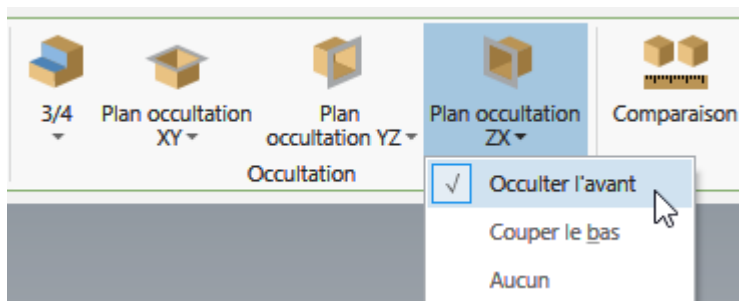 3/4
Plan occultation
XY
Plan
occultation YZ
Plan occultation
ZX
Comparaison
Occultation
√ Occulter l'avant
Couper le bas
Aucun